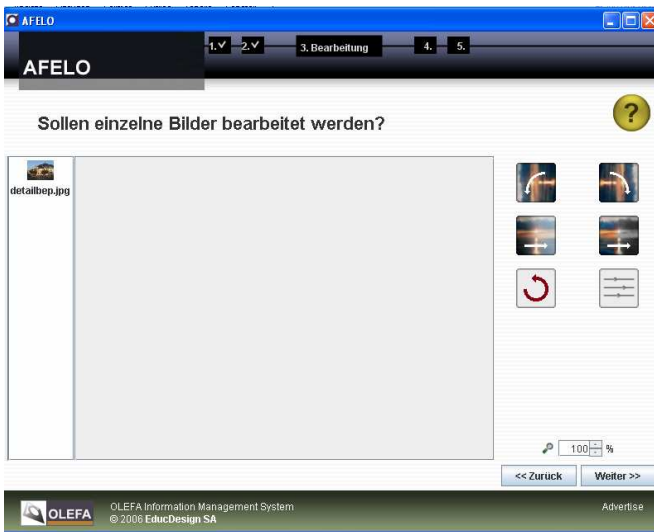 AFELO
AFELO
1. 2. 3. Bearbeitung 4. 5.
Sollen einzelne Bilder bearbeitet werden?
?
detailbep.jpg
100 %
<< Zurück Weiter >>
OLEFA
OLEFA Information Management System
© 2006 EducDesign SA
Advertise